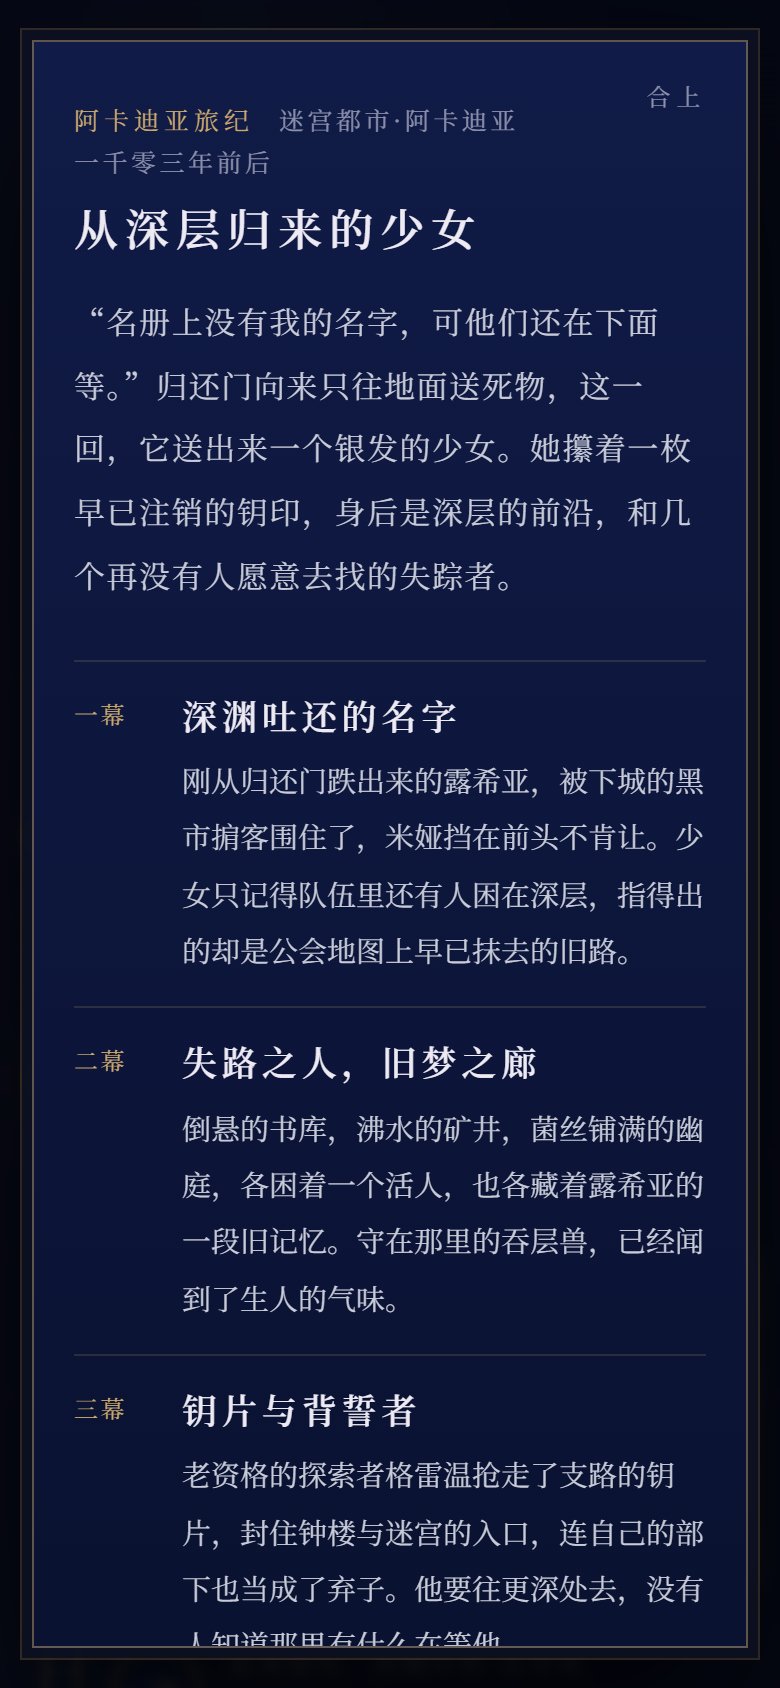 合上
阿卡迪亚旅纪 迷宫都市·阿卡迪亚
一千零三年前后
从深层归来的少女
“名册上没有我的名字，可他们还在下面
等。”归还门向来只往地面送死物，这一
回，它送出来一个银发的少女。她攥着一枚
早已注销的钥印，身后是深层的前沿，和几
个再没有人愿意去找的失踪者。
一幕
深渊吐还的名字
刚从归还门跌出来的露希亚，被下城的黑
市掮客围住了，米娅挡在前头不肯让。少
女只记得队伍里还有人困在深层，指得出
的却是公会地图上早已抹去的旧路。
二幕
失路之人，旧梦之廊
倒悬的书库，沸水的矿井，菌丝铺满的幽
庭，各困着一个活人，也各藏着露希亚的
一段旧记忆。守在那里的吞层兽，已经闻
到了生人的气味。
三幕
钥片与背誓者
老资格的探索者格雷温抢走了支路的钥
片，封住钟楼与迷宫的入口，连自己的部
下也当成了弃子。他要往更深处去，没有
人知道那里有什么在等他